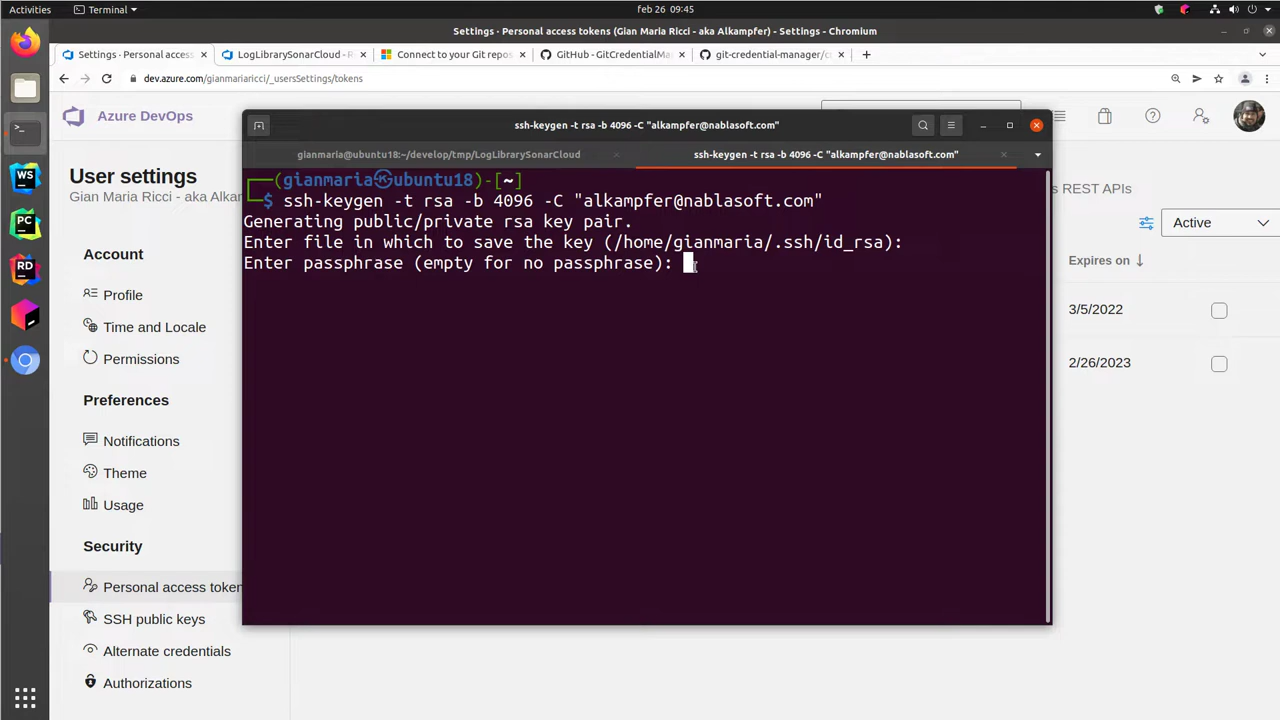 Activities
Terminal
feb 26 09:45
Settings · Personal access tokens (Gian Maria Ricci - aka Alkampfer) - Settings - Chromium
Settings · Personal access
LogLibrarySonarCloud - R
Connect to your Git repos
GitHub - GitCredentialMa
git-credential-manager/c
dev.azure.com/gianmariaricci/_usersSettings/tokens
Azure DevOps
ssh-keygen -t rsa -b 4096 -C "alkampfer@nablasoft.com"
gianmaria@ubuntu18:~/develop/tmp/LogLibrarySonarCloud
ssh-keygen -t rsa -b 4096 -C "alkampfer@nablasoft.com"
(gianmaria㉿ubuntu18)-[~]
$ ssh-keygen -t rsa -b 4096 -C "alkampfer@nablasoft.com"
Generating public/private rsa key pair.
Enter file in which to save the key (/home/gianmaria/.ssh/id_rsa):
Enter passphrase (empty for no passphrase):
User settings
Gian Maria Ricci - aka Alkampfer
Account
Profile
Time and Locale
Permissions
Preferences
Notifications
Theme
Usage
Security
Personal access token
SSH public keys
Alternate credentials
Authorizations
s REST APIs
Active
Expires on
3/5/2022
2/26/2023
WS
PC
RD